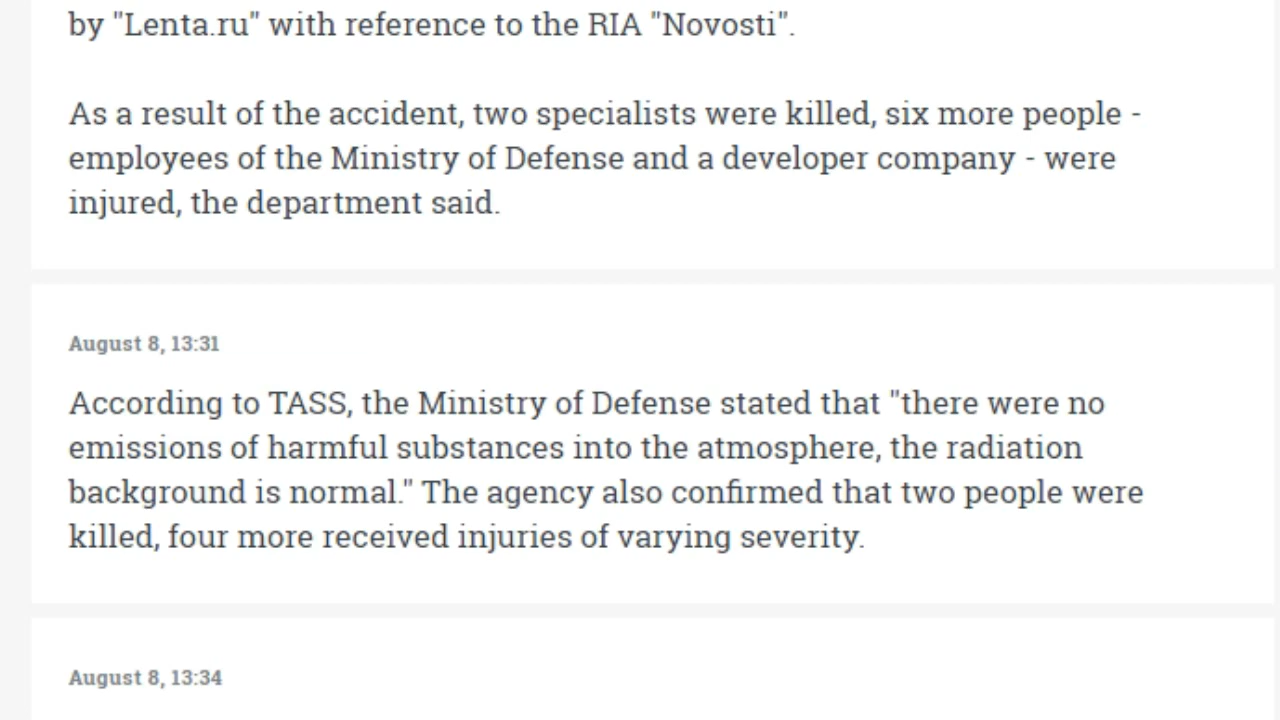 by "Lenta.ru" with reference to the RIA "Novosti".
As a result of the accident, two specialists were killed, six more people -
employees of the Ministry of Defense and a developer company - were
injured, the department said.
August 8, 13:31
According to TASS, the Ministry of Defense stated that "there were no
emissions of harmful substances into the atmosphere, the radiation
background is normal." The agency also confirmed that two people were
killed, four more received injuries of varying severity.
August 8, 13:34